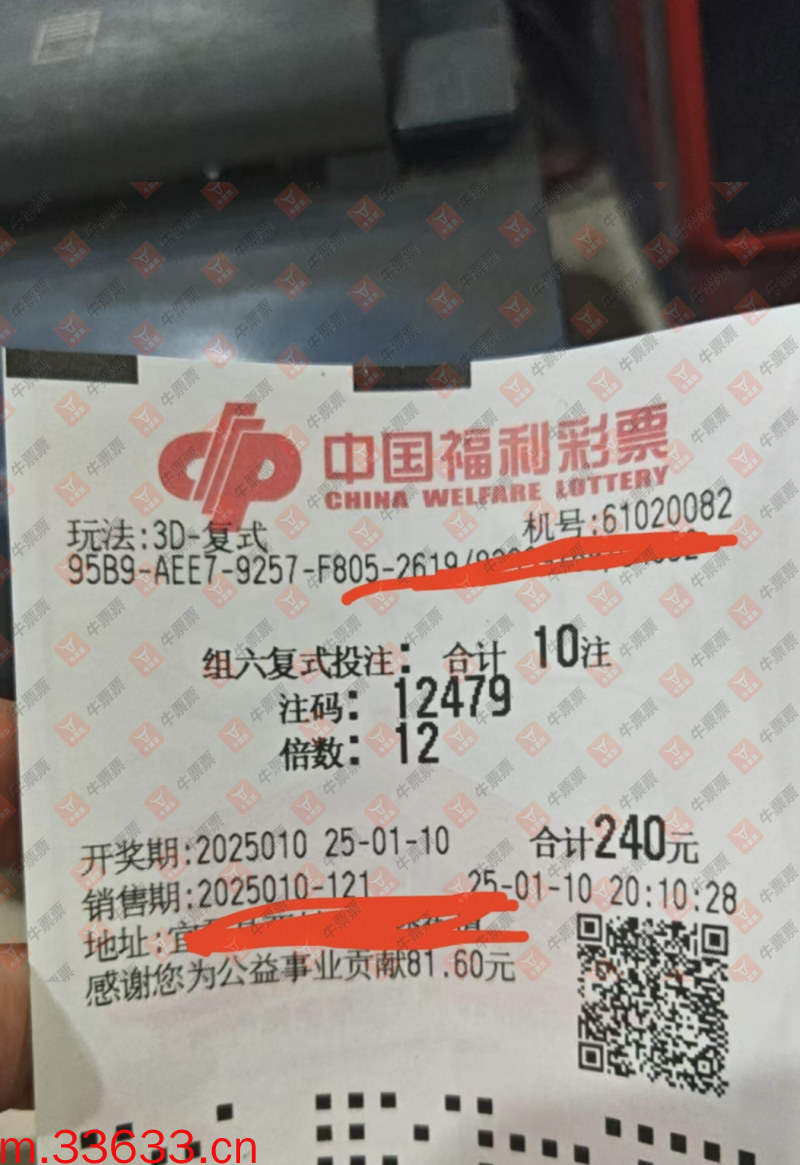 中国福利彩票
CHINA WELFARE LOTTERY
玩法:3D-复式 机号:61020082
95B9-AEE7-9257-F805-2619/
组六复式投注: 合计 10注
注码: 12479
倍数: 12
开奖期:2025010 25-01-10 合计240元
销售期:2025010-121 25-01-10 20:10:28
地址:宜
感谢您为公益事业贡献81.60元
m.33633.cn
牛票票